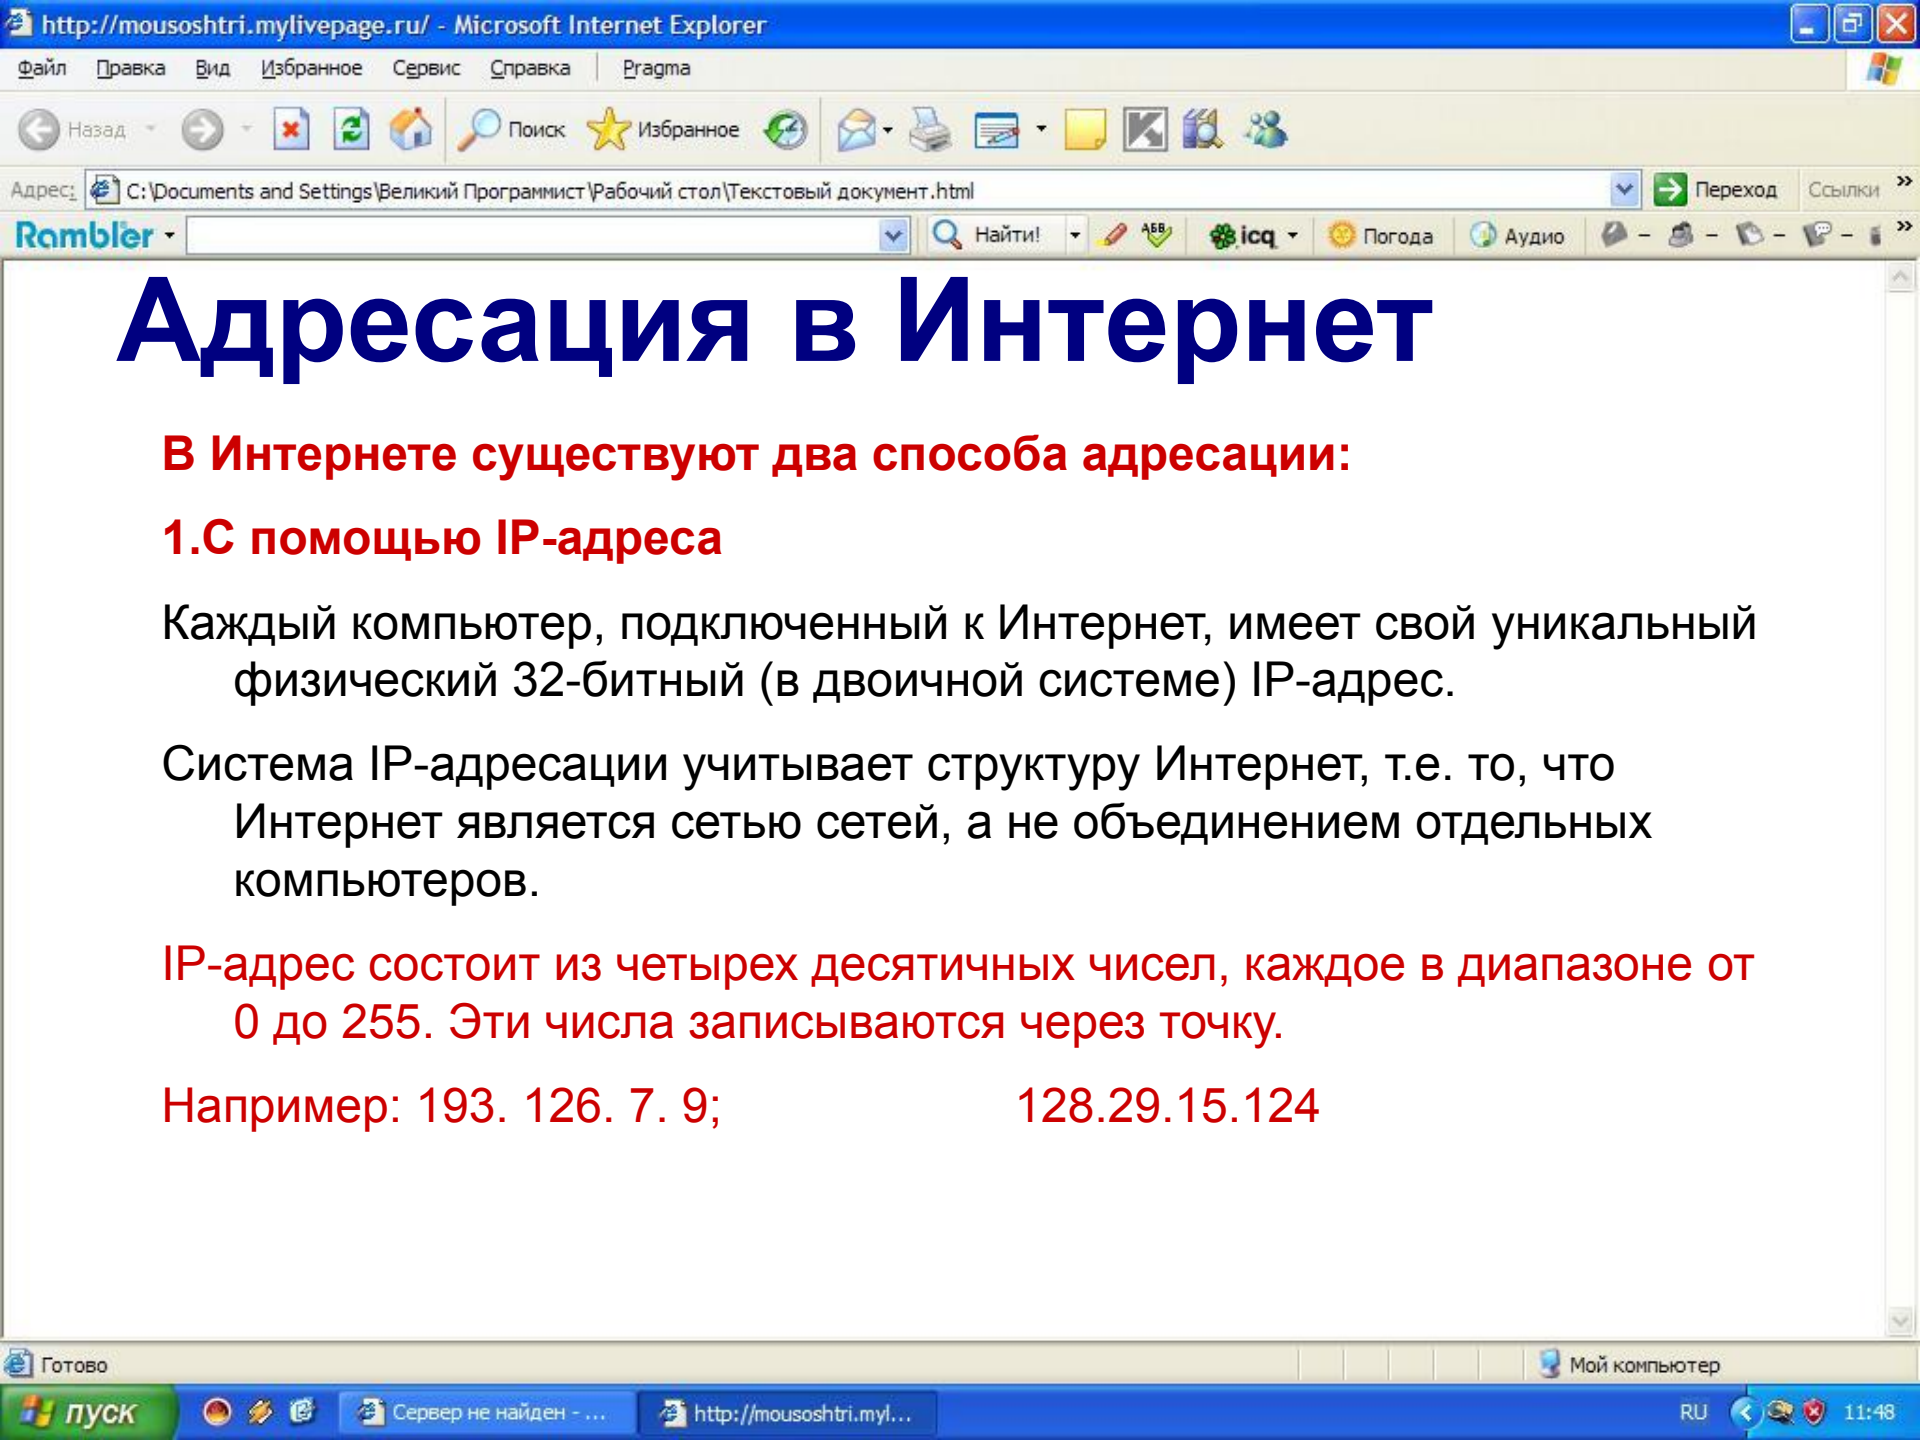 http://mousoshtri.mylivepage.ru/ - Microsoft Internet Explorer
Файл Правка Вид Избранное Сервис Справка Pragma
Назад Поиск Избранное
Адрес: C:\Documents and Settings\Великий Программист\Рабочий стол\Текстовый документ.html Переход Ссылки »
Rambler Найти! АБВ icq Погода Аудио »
Адресация в Интернет
В Интернете существуют два способа адресации:
1.С помощью IP-адреса
Каждый компьютер, подключенный к Интернет, имеет свой уникальный
физический 32-битный (в двоичной системе) IP-адрес.
Система IP-адресации учитывает структуру Интернет, т.е. то, что
Интернет является сетью сетей, а не объединением отдельных
компьютеров.
IP-адрес состоит из четырех десятичных чисел, каждое в диапазоне от
0 до 255. Эти числа записываются через точку.
Например: 193. 126. 7. 9; 128.29.15.124
Готово Мой компьютер
пуск Сервер не найден - ... http://mousoshtri.myl... RU 11:48